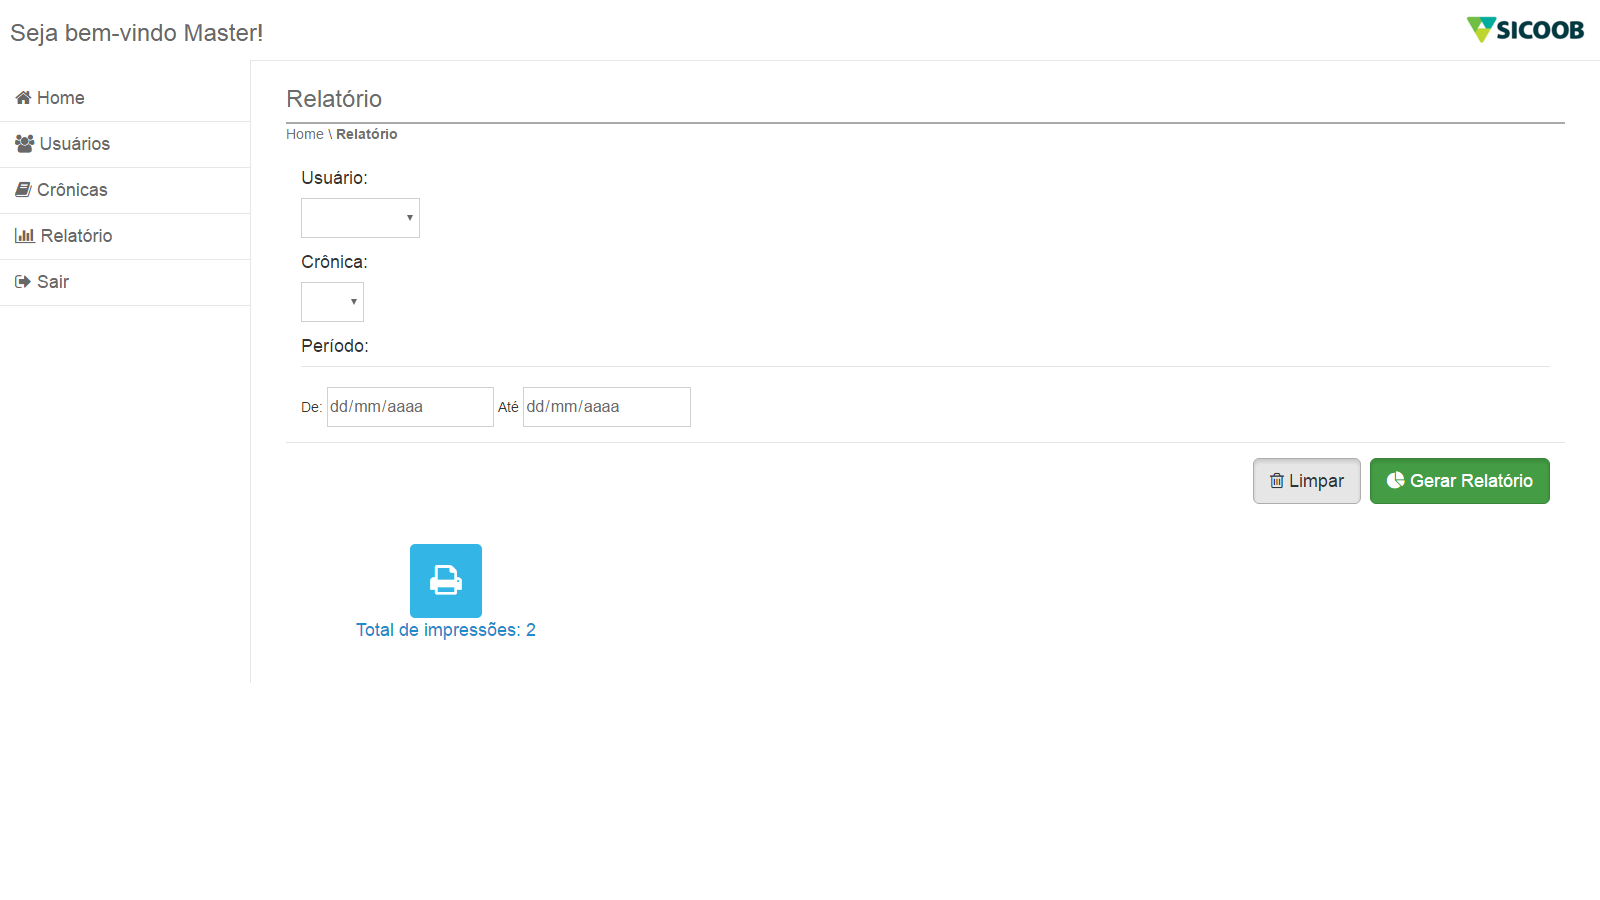 Seja bem-vindo Master!
SICOOB
Home
Usuários
Crônicas
Relatório
Sair
Relatório
Home \ Relatório
Usuário:
Crônica:
Período:
De: dd/mm/aaaa Até dd/mm/aaaa
Limpar
Gerar Relatório
Total de impressões: 2